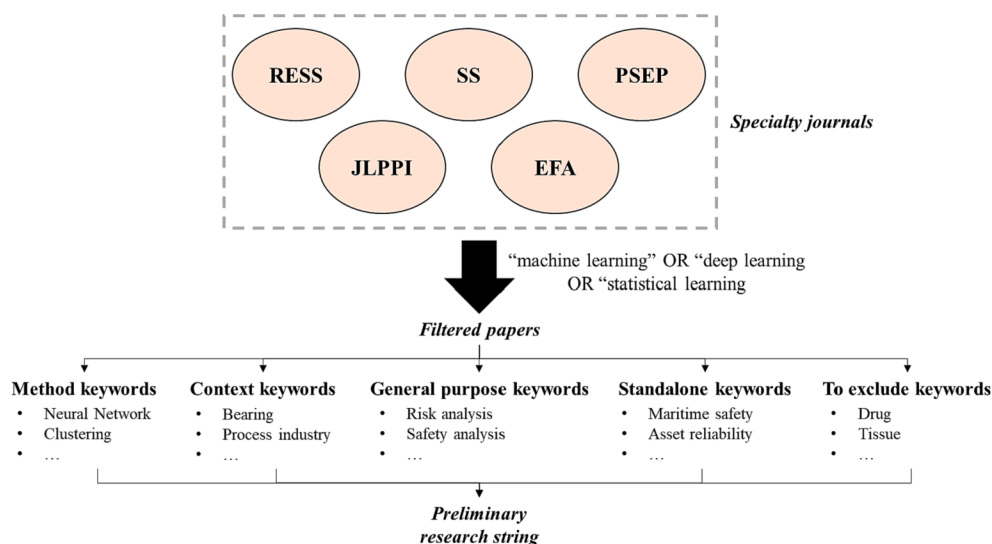 RESS
SS
PSEP
Specialty journals
JLPPI
EFA
“machine learning” OR “deep learning
OR “statistical learning
Filtered papers
Method keywords
• Neural Network
• Clustering
• …
Context keywords
• Bearing
• Process industry
• …
General purpose keywords
• Risk analysis
• Safety analysis
• …
Standalone keywords
• Maritime safety
• Asset reliability
• …
To exclude keywords
• Drug
• Tissue
• …
Preliminary
research string